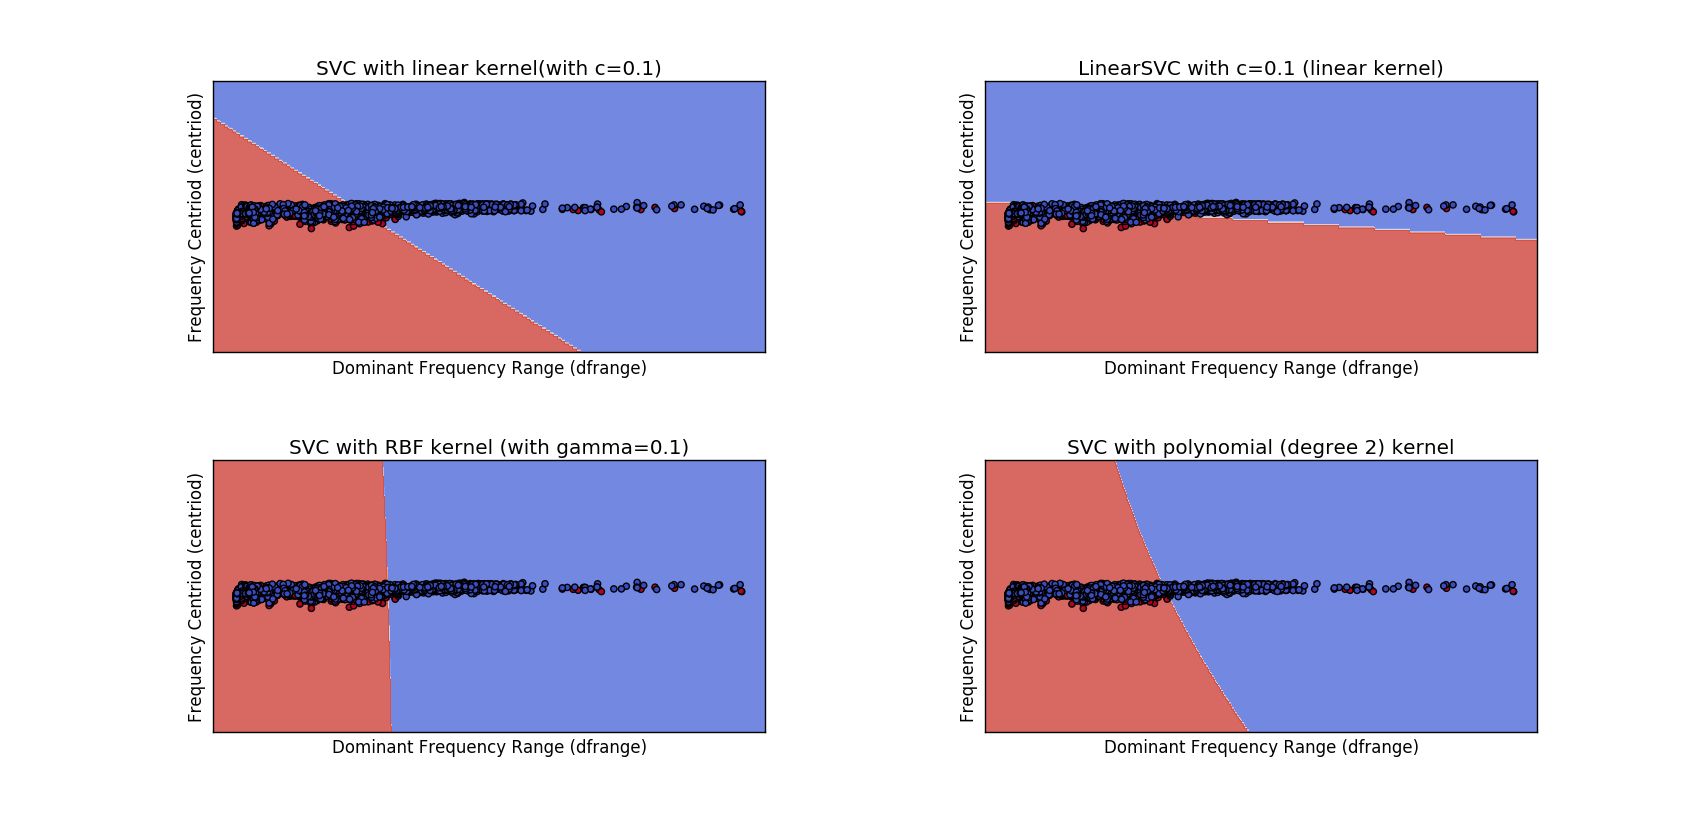 SVC with linear kernel(with c=0.1)
Frequency Centriod (centriod)
Dominant Frequency Range (dfrange)
LinearSVC with c=0.1 (linear kernel)
Frequency Centriod (centriod)
Dominant Frequency Range (dfrange)
SVC with RBF kernel (with gamma=0.1)
Frequency Centriod (centriod)
Dominant Frequency Range (dfrange)
SVC with polynomial (degree 2) kernel
Frequency Centriod (centriod)
Dominant Frequency Range (dfrange)